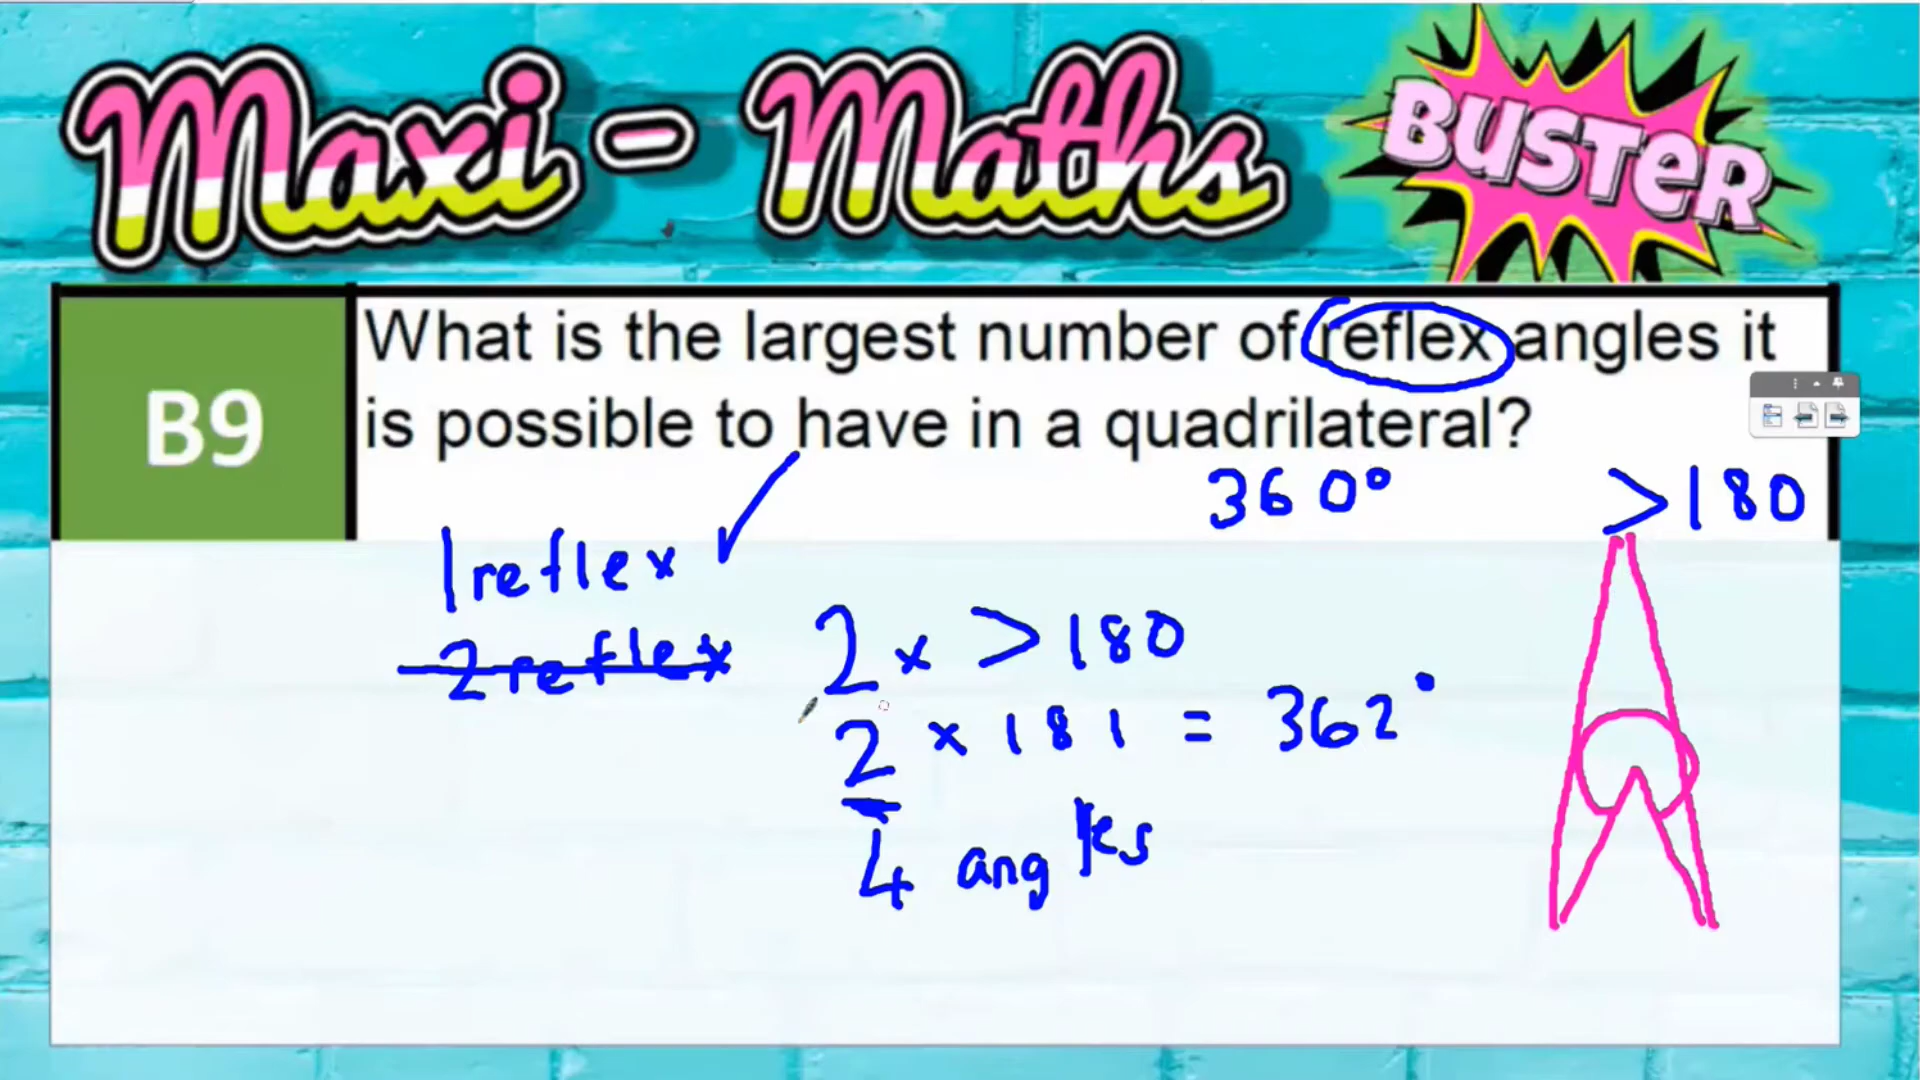 Maxi - Maths BUSTER
B9
What is the largest number of reflex angles it
is possible to have in a quadrilateral?
360° >180
1 reflex
2 reflex
2 x >180
2 x 181 = 362°
4 angles